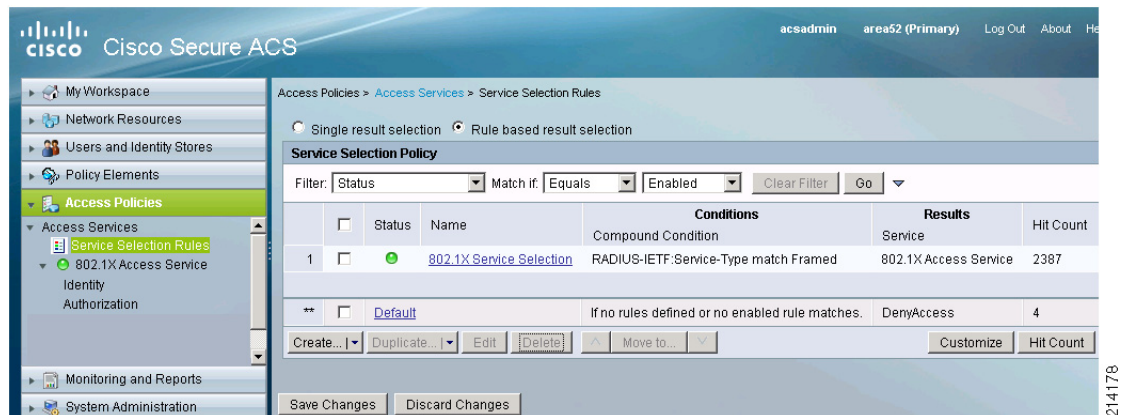 acsadmin area52 (Primary) Log Out About He
CISCO Cisco Secure ACS
My Workspace
Network Resources
Users and Identity Stores
Policy Elements
Access Policies
Access Services
Service Selection Rules
802.1X Access Service
Identity
Authorization
Monitoring and Reports
System Administration
Access Policies > Access Services > Service Selection Rules
Single result selection Rule based result selection
Service Selection Policy
Filter: Status Match if: Equals Enabled Clear Filter Go
Conditions Results
Status Name Compound Condition Service Hit Count
1 802.1X Service Selection RADIUS-IETF:Service-Type match Framed 802.1X Access Service 2387
** Default If no rules defined or no enabled rule matches. DenyAccess 4
Create... | Duplicate... | Edit Delete Move to... Customize Hit Count
Save Changes Discard Changes
214178